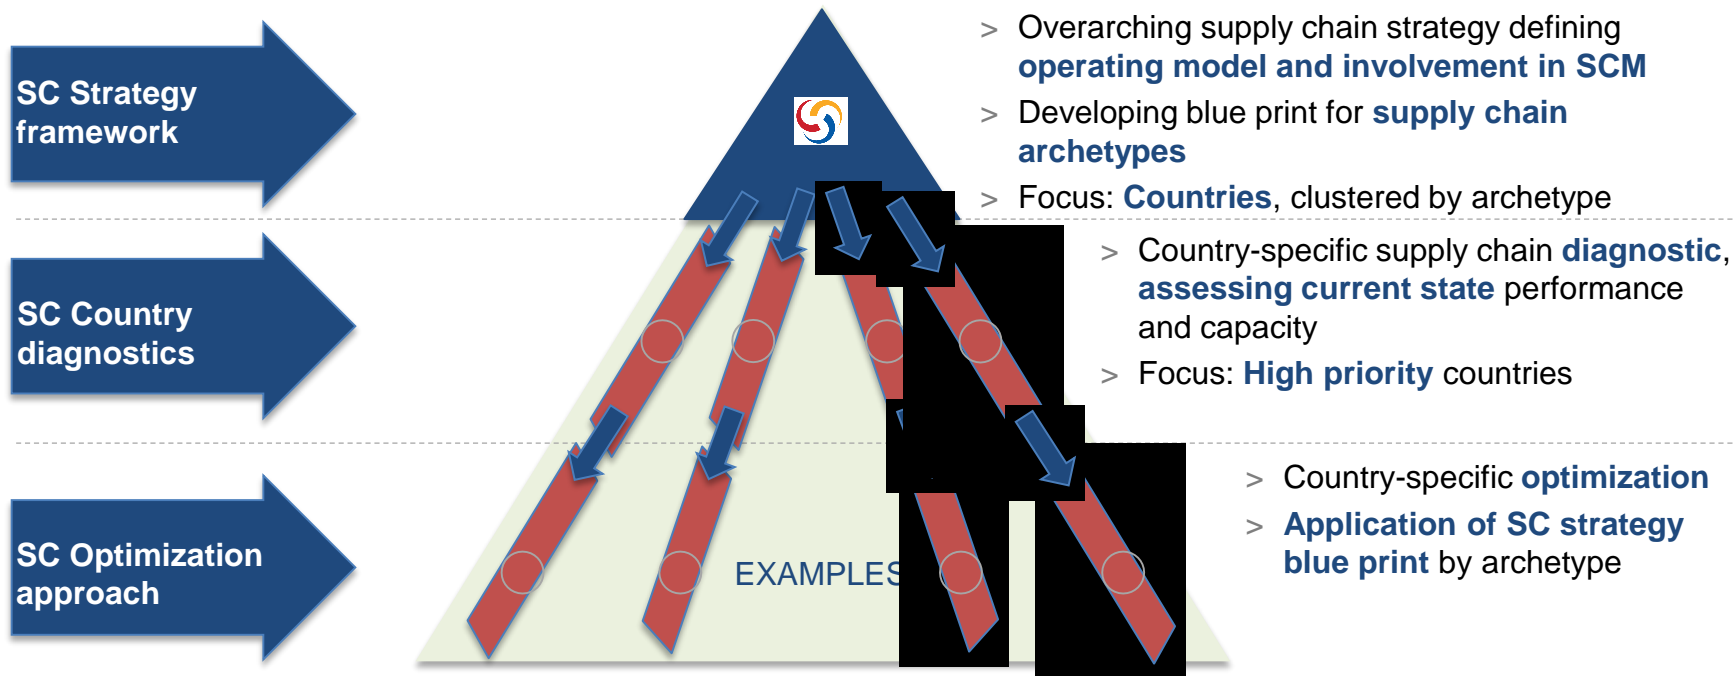 SC Strategy
framework
> Overarching supply chain strategy defining
operating model and involvement in SCM
> Developing blue print for supply chain
archetypes
> Focus: Countries, clustered by archetype
SC Country
diagnostics
> Country-specific supply chain diagnostic,
assessing current state performance
and capacity
> Focus: High priority countries
SC Optimization
approach
EXAMPLES
> Country-specific optimization
> Application of SC strategy
blue print by archetype